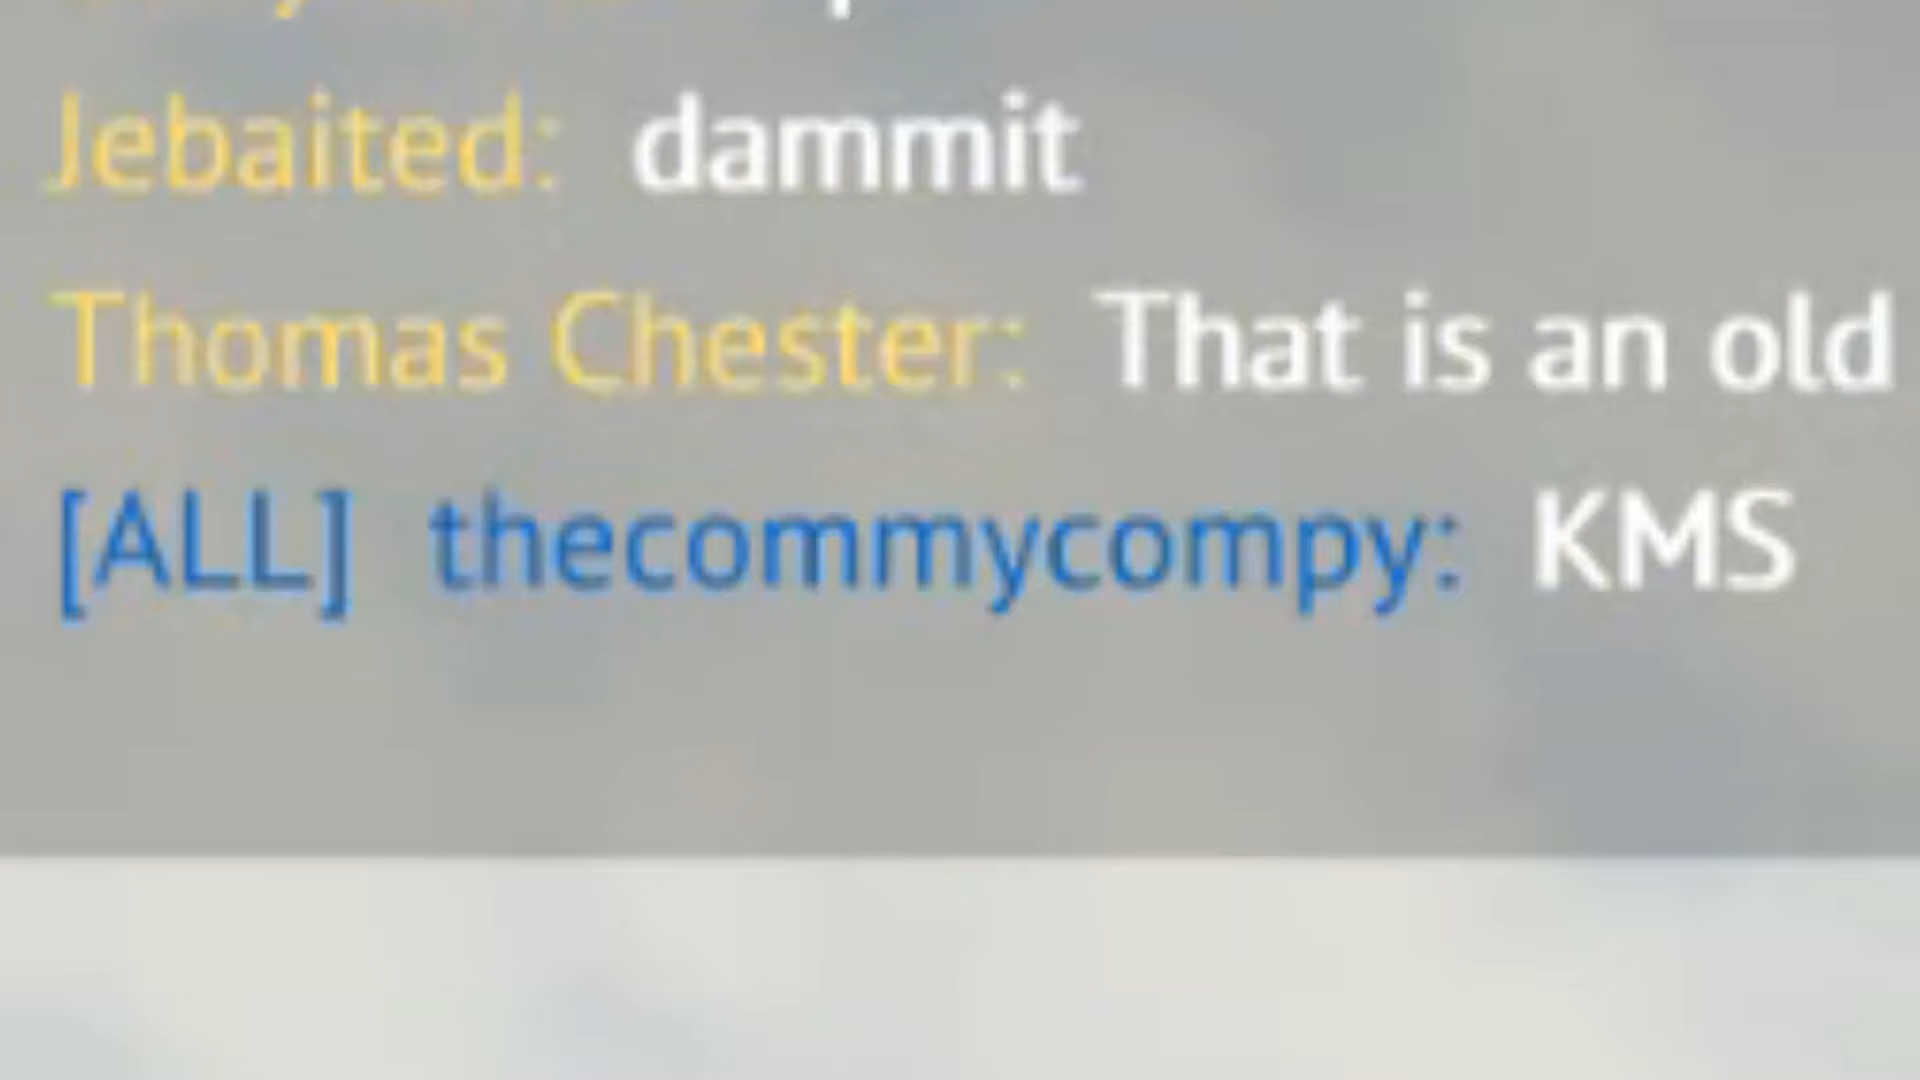 Jebaited: dammit
Thomas Chester: That is an old
[ALL] thecommycompy: KMS